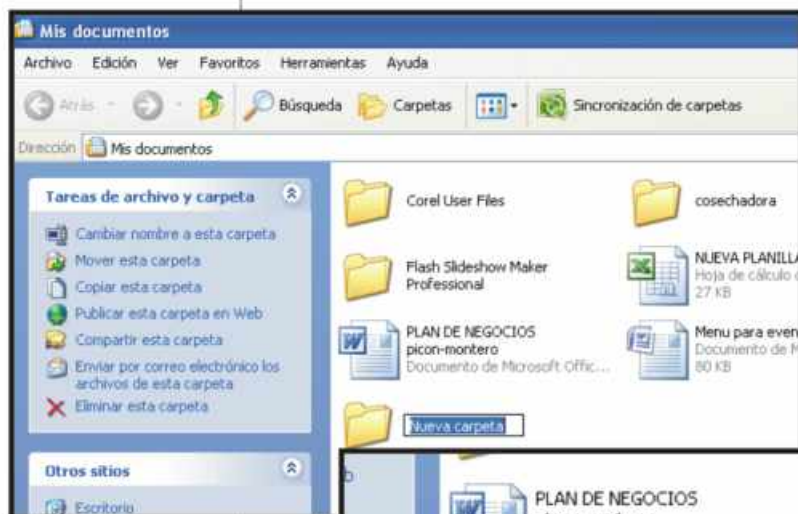 Mis documentos
Archivo Edición Ver Favoritos Herramientas Ayuda
Atrás Búsqueda Carpetas Sincronización de carpetas
Dirección Mis documentos
Tareas de archivo y carpeta
Cambiar nombre a esta carpeta
Mover esta carpeta
Copiar esta carpeta
Publicar esta carpeta en Web
Compartir esta carpeta
Enviar por correo electrónico los
archivos de esta carpeta
Eliminar esta carpeta
Otros sitios
Escritorio
Corel User Files
cosechadora
Flash Slideshow Maker
Professional
NUEVA PLANILLA
Hoja de cálculo
27 KB
PLAN DE NEGOCIOS
picon-montero
Documento de Microsoft Offic...
Menu para even
Documento de M
80 KB
Nueva carpeta
PLAN DE NEGOCIOS